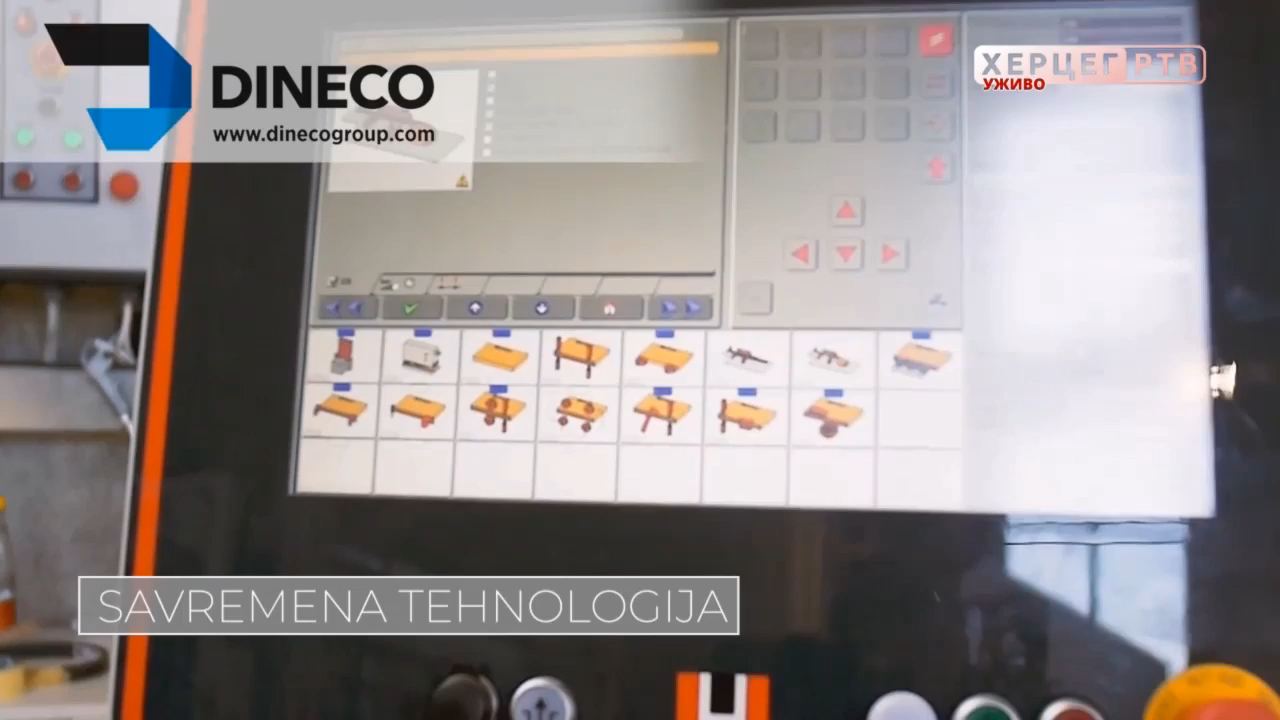 DINECO
www.dinecogroup.com
ХЕРЦЕГ РТВ
УЖИВО
SAVREMENA TEHNOLOGIJA